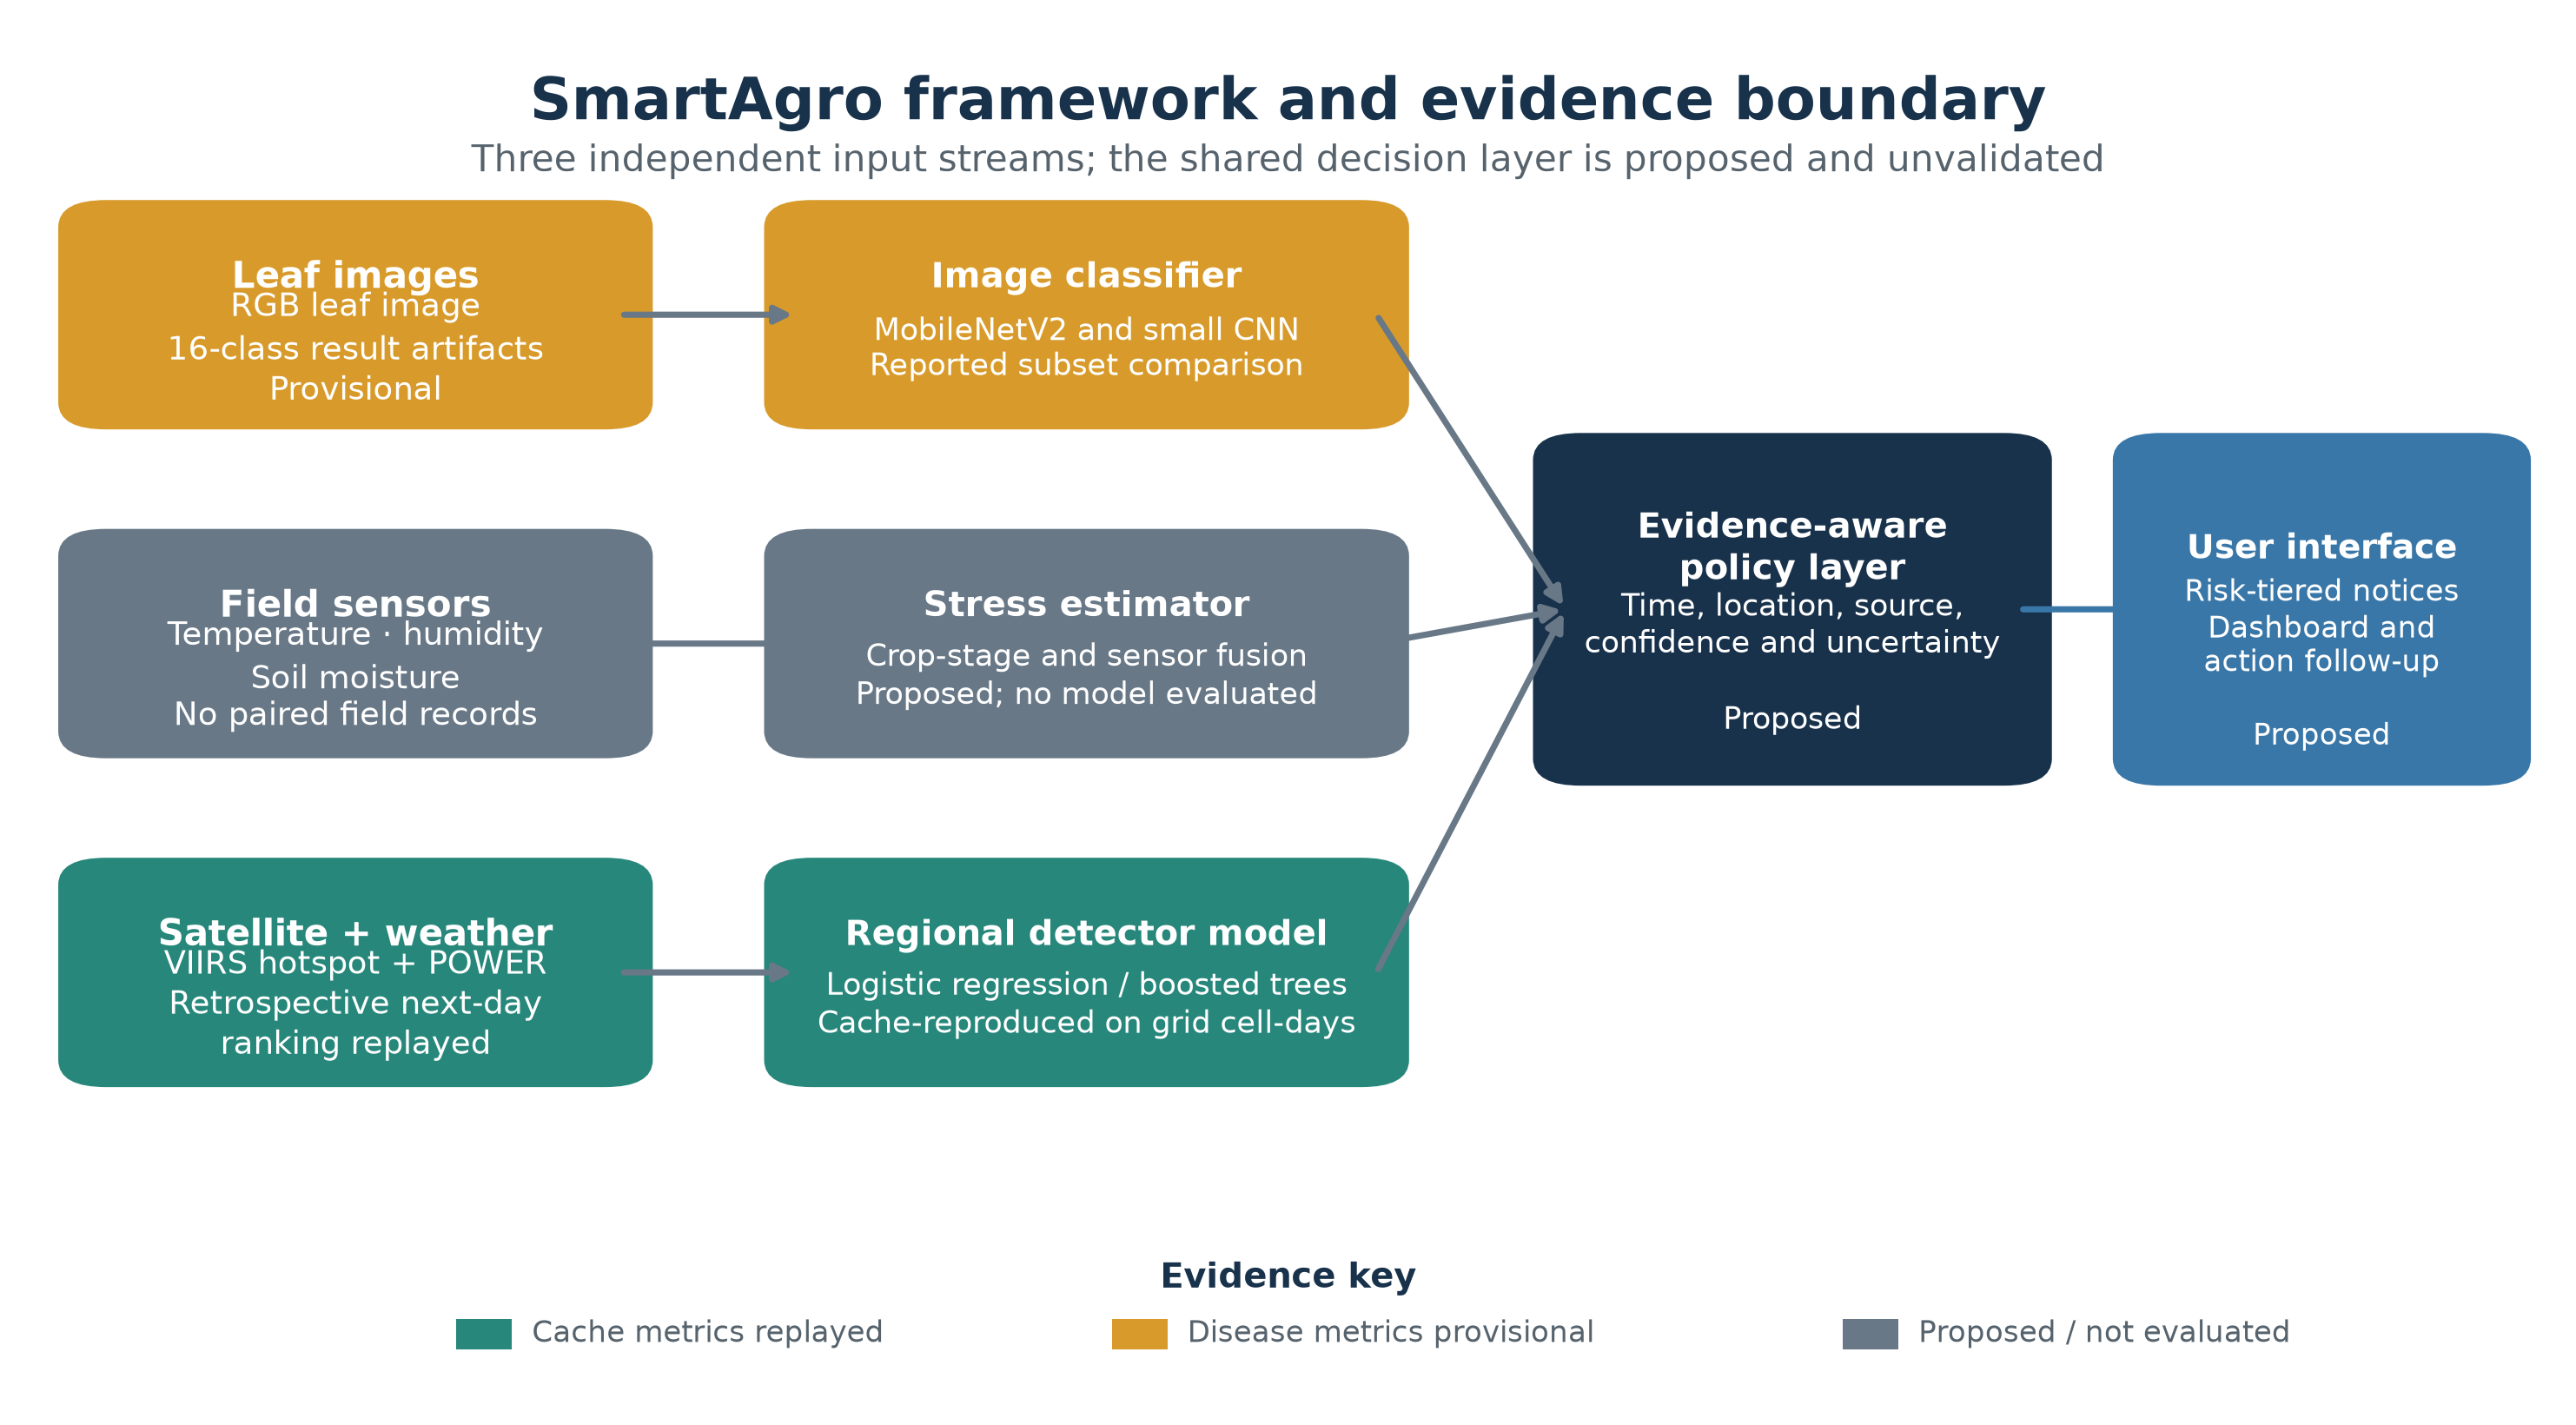 SmartAgro framework and evidence boundary
Three independent input streams; the shared decision layer is proposed and unvalidated
Leaf images
RGB leaf image
16-class result artifacts
Provisional
Image classifier
MobileNetV2 and small CNN
Reported subset comparison
Field sensors
Temperature · humidity
Soil moisture
No paired field records
Stress estimator
Crop-stage and sensor fusion
Proposed; no model evaluated
Satellite + weather
VIIRS hotspot + POWER
Retrospective next-day
ranking replayed
Regional detector model
Logistic regression / boosted trees
Cache-reproduced on grid cell-days
Evidence-aware
policy layer
Time, location, source,
confidence and uncertainty
Proposed
User interface
Risk-tiered notices
Dashboard and
action follow-up
Proposed
Evidence key
Cache metrics replayed
Disease metrics provisional
Proposed / not evaluated